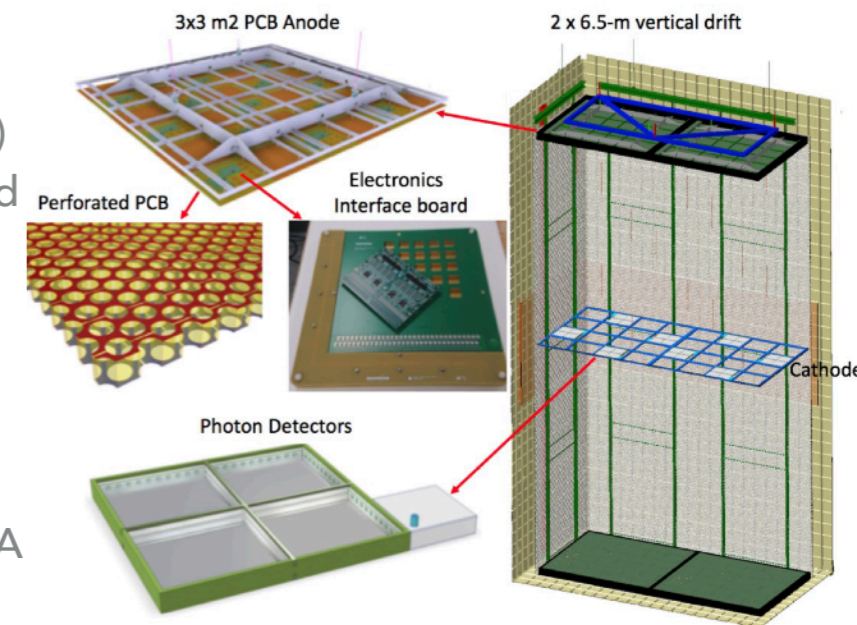 3x3 m2 PCB Anode
2 x 6.5-m vertical drift
)
d
Perforated PCB
Electronics
Interface board
Cathode
Photon Detectors
A